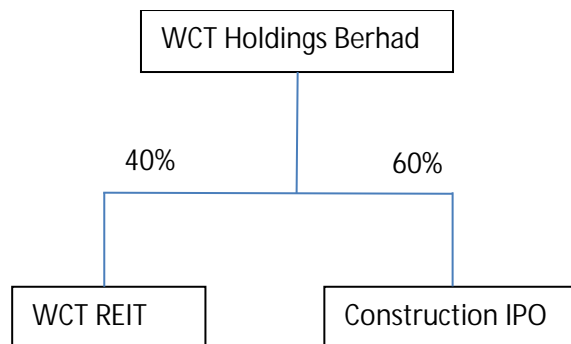 WCT Holdings Berhad
40%
60%
WCT REIT
Construction IPO